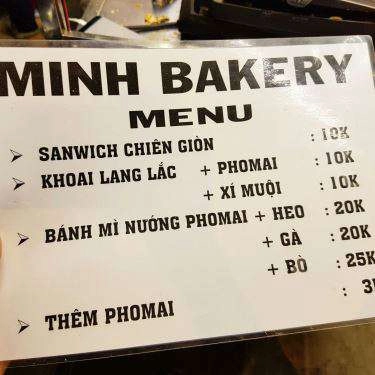 MINH BAKERY
MENU
➤ SANWICH CHIÊN GIÒN : 10K
➤ KHOAI LANG LẮC + PHOMAI : 10K
+ XÍ MUỘI : 10K
➤ BÁNH MÌ NƯỚNG PHOMAI + HEO : 20K
+ GÀ : 20K
+ BÒ : 25K
➤ THÊM PHOMAI :